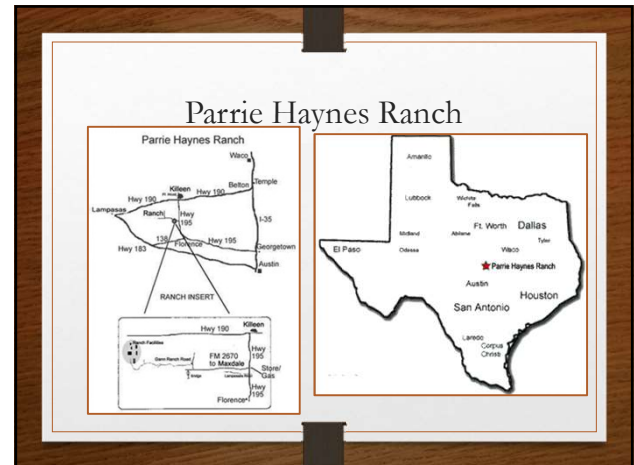 Parrie Haynes Ranch
Parrie Haynes Ranch
Waco
Killeen
Temple
Belton
Hwy 190
Hwy 190
Lampasas
Ranch
Hwy
195
I-35
138
Florence
Hwy 195
Georgetown
Hwy 183
Austin
RANCH INSERT
Killeen
Hwy 190
Ranch Facilities
Hwy
195
FM 2670
to Maxdale
Store/
Gas
Bridge
Hwy
195
Florence
Amarillo
Lubbock
Wichita
Falls
Ft. Worth
Dallas
Midland
Abilene
Tyler
El Paso
Odessa
Waco
Parrie Haynes Ranch
Austin
Houston
San Antonio
Laredo
Corpus
Christi